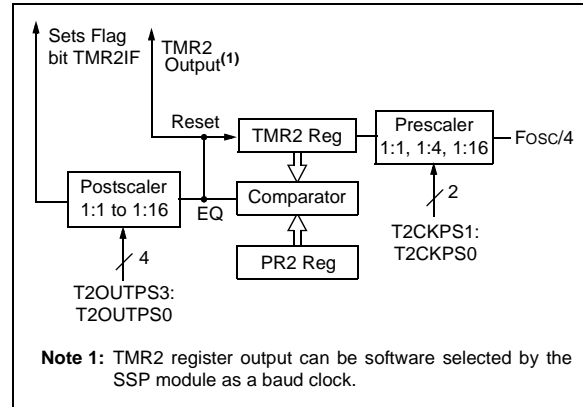 Sets Flag
bit TMR2IF
TMR2
Output(1)
Reset
TMR2 Reg
Prescaler
1:1, 1:4, 1:16
FOSC/4
Postscaler
1:1 to 1:16
EQ
Comparator
2
T2CKPS1:
T2CKPS0
4
PR2 Reg
T2OUTPS3:
T2OUTPS0
Note 1: TMR2 register output can be software selected by the
SSP module as a baud clock.